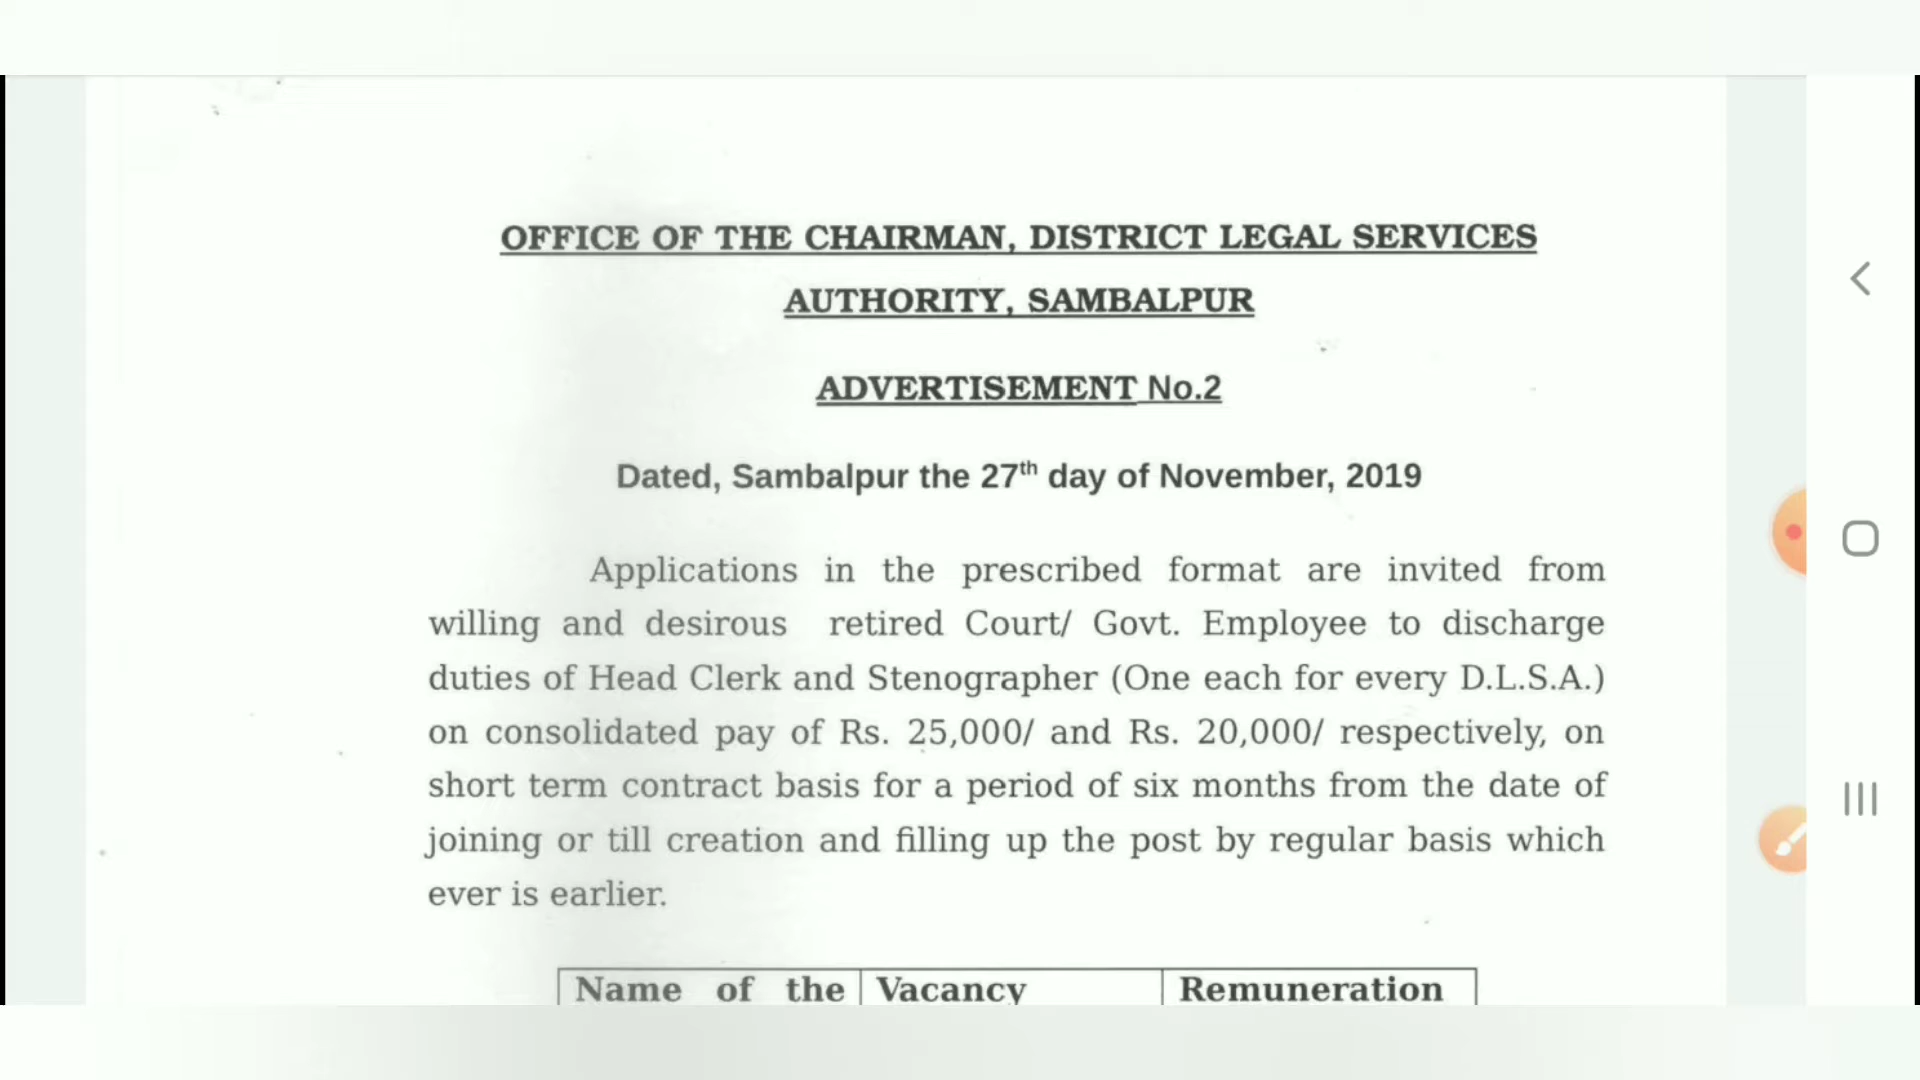 OFFICE OF THE CHAIRMAN, DISTRICT LEGAL SERVICES
AUTHORITY, SAMBALPUR
ADVERTISEMENT No.2
Dated, Sambalpur the 27th day of November, 2019
Applications in the prescribed format are invited from
willing and desirous retired Court/ Govt. Employee to discharge
duties of Head Clerk and Stenographer (One each for every D.L.S.A.)
on consolidated pay of Rs. 25,000/ and Rs. 20,000/ respectively, on
short term contract basis for a period of six months from the date of
joining or till creation and filling up the post by regular basis which
ever is earlier.
Name of the Vacancy Remuneration